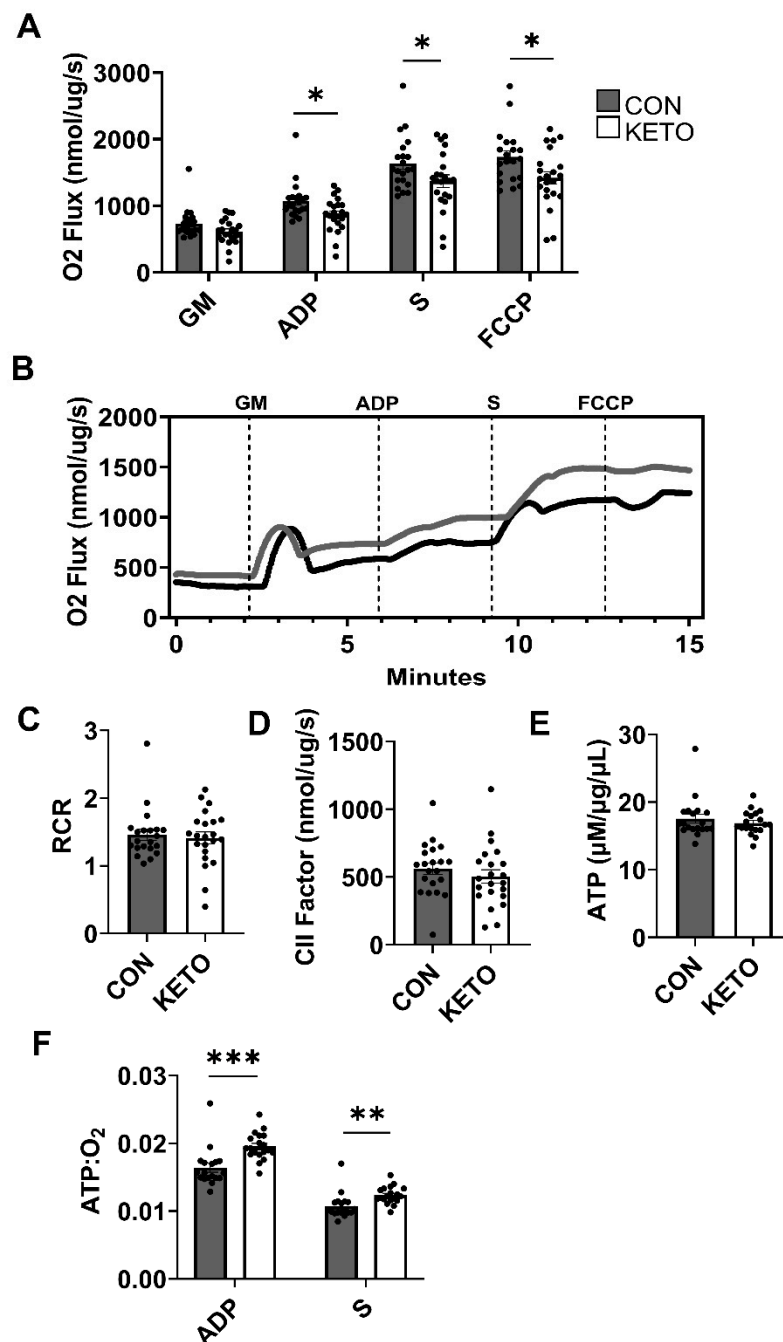 A
O2 Flux (nmol/ug/s)
3000
2000
1000
0
*
*
*
CON
KETO
GM
ADP
S
FCCP
B
GM
ADP
S
FCCP
O2 Flux (nmol/ug/s)
2000
1500
1000
500
0
0
5
10
15
Minutes
C
RCR
3
2
1
0
CON
KETO
D
CII Factor (nmol/ug/s)
1500
1000
500
0
CON
KETO
E
ATP (μM/μg/μL)
30
20
10
0
CON
KETO
F
ATP:O₂
0.03
0.02
0.01
0.00
***
**
ADP
S